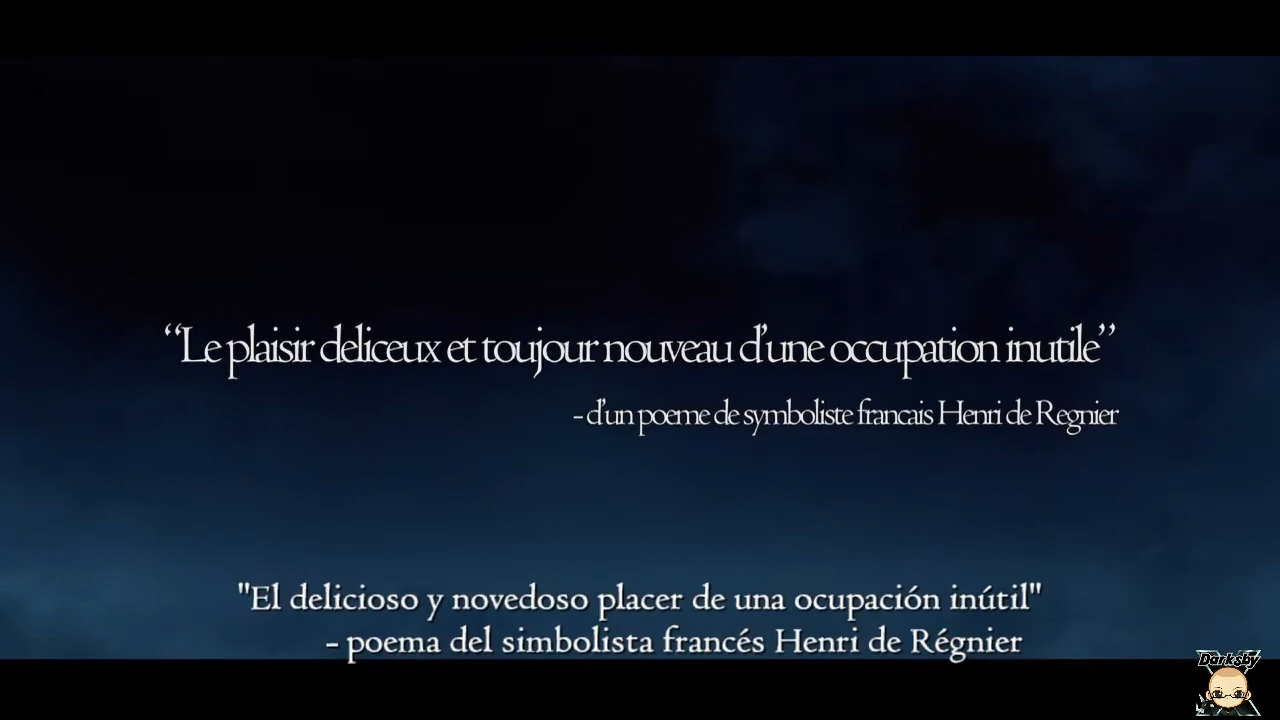 “Le plaisir deliceux et toujour nouveau d'une occupation inutile”
- d'un poeme de symboliste francais Henri de Regnier
"El delicioso y novedoso placer de una ocupación inútil"
- poema del simbolista francés Henri de Régnier
Darksby